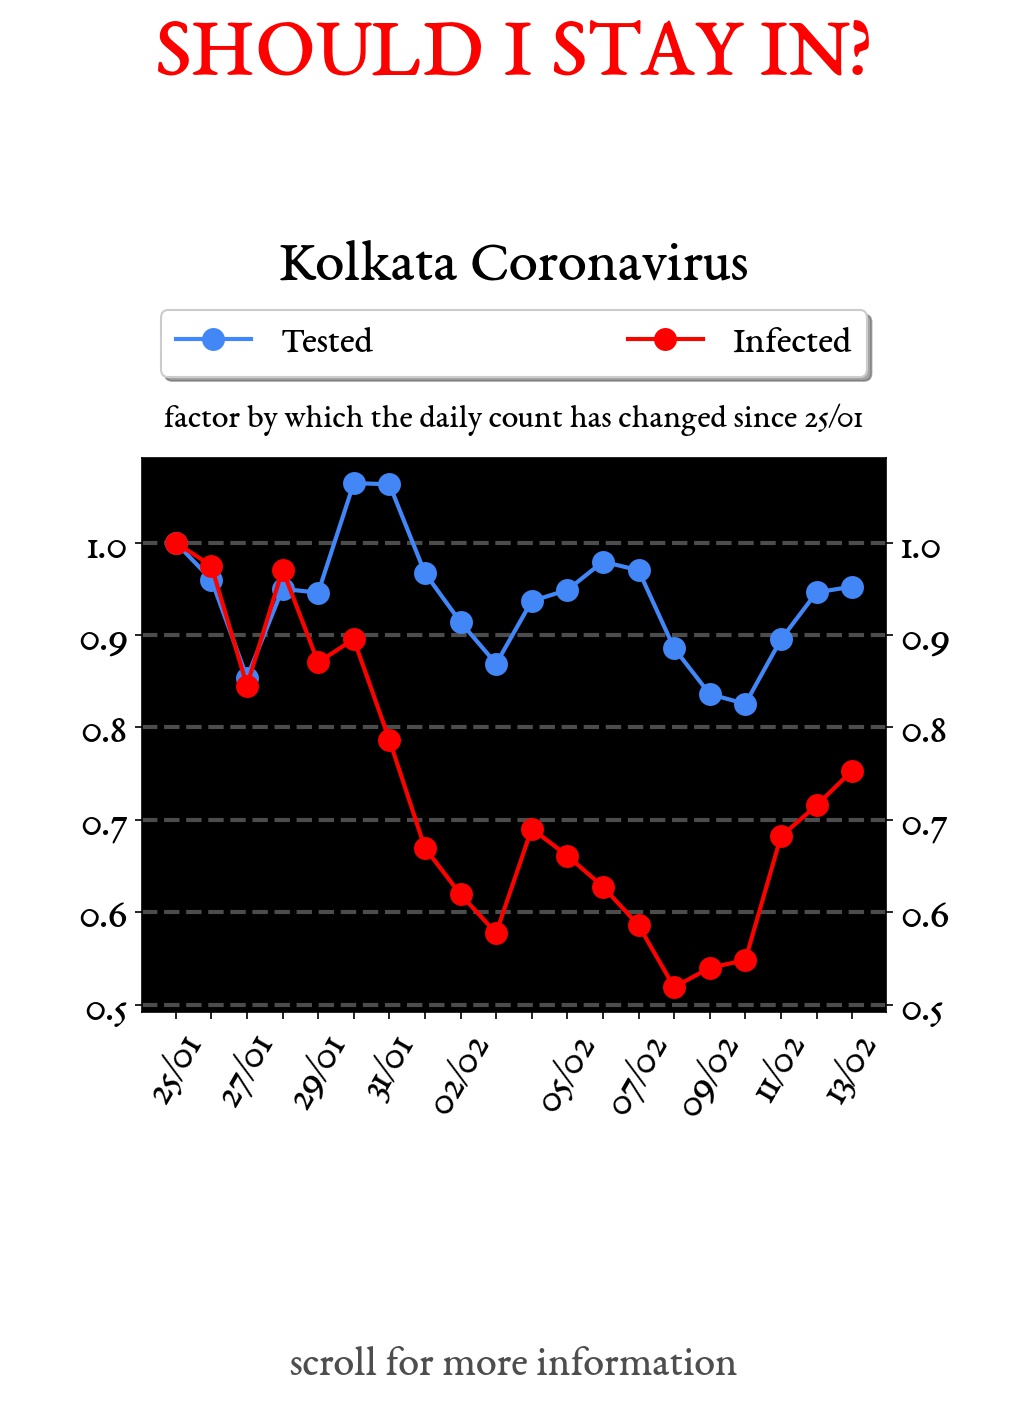 SHOULD I STAY IN?
Kolkata Coronavirus
Tested Infected
factor by which the daily count has changed since 25/01
1.0 1.0
0.9 0.9
0.8 0.8
0.7 0.7
0.6 0.6
0.5 0.5
25/01 27/01 29/01 31/01 02/02 05/02 07/02 09/02 11/02 13/02
scroll for more information